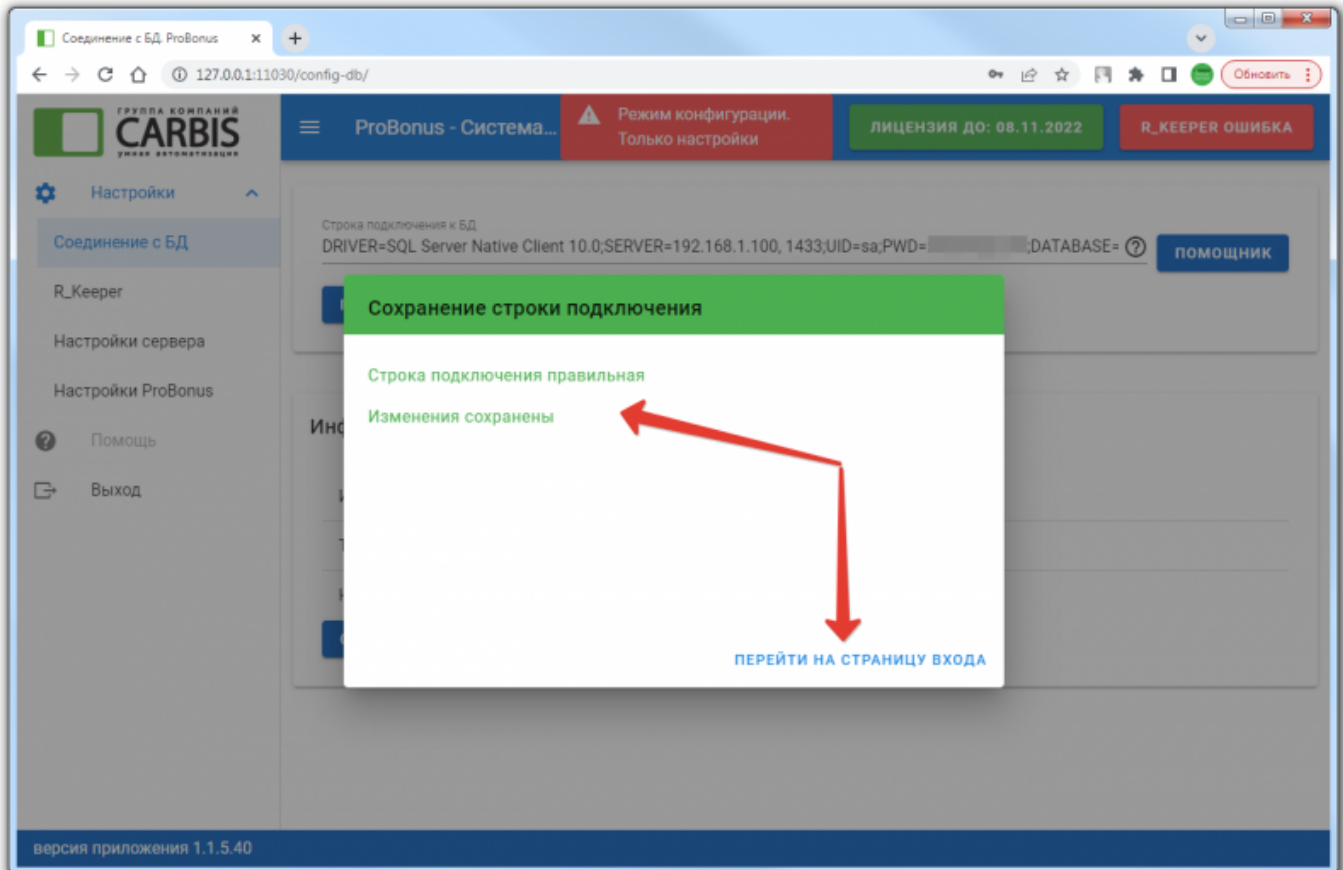 Соединение с БД. ProBonus
127.0.0.1:11030/config-db/
Обновить
ГРУППА КОМПАНИЙ
CARBIS
умная автоматизация
ProBonus - Система...
Режим конфигурации.
Только настройки
ЛИЦЕНЗИЯ ДО: 08.11.2022
R_KEEPER ОШИБКА
Настройки
Соединение с БД
R_Keeper
Настройки сервера
Настройки ProBonus
Помощь
Выход
Строка подключения к БД
DRIVER=SQL Server Native Client 10.0;SERVER=192.168.1.100, 1433;UID=sa;PWD= ;DATABASE=
ПОМОЩНИК
Сохранение строки подключения
Строка подключения правильная
Изменения сохранены
ПЕРЕЙТИ НА СТРАНИЦУ ВХОДА
версия приложения 1.1.5.40